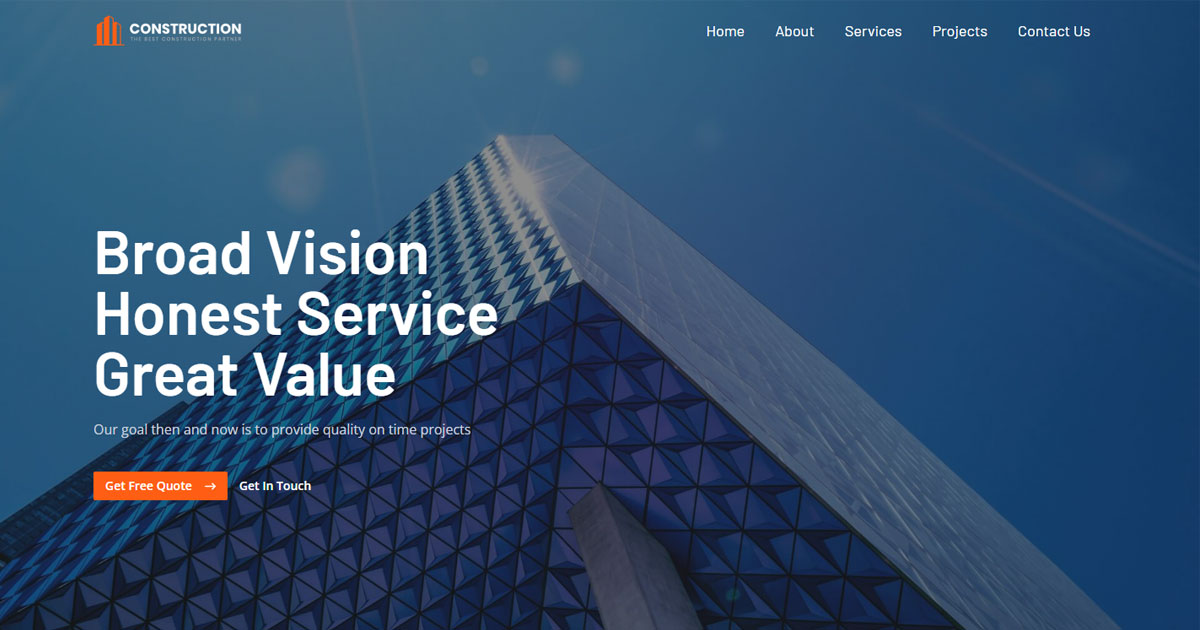 CONSTRUCTION
THE BEST CONSTRUCTION PARTNER
Home About Services Projects Contact Us
Broad Vision
Honest Service
Great Value
Our goal then and now is to provide quality on time projects
Get Free Quote → Get In Touch